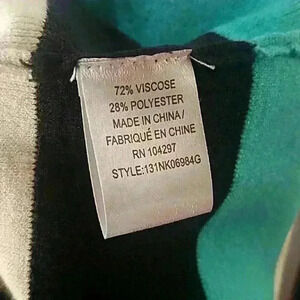 72% VISCOSE
28% POLYESTER
MADE IN CHINA/
FABRIQUÉ EN CHINE
RN 104297
STYLE:131NK06984G